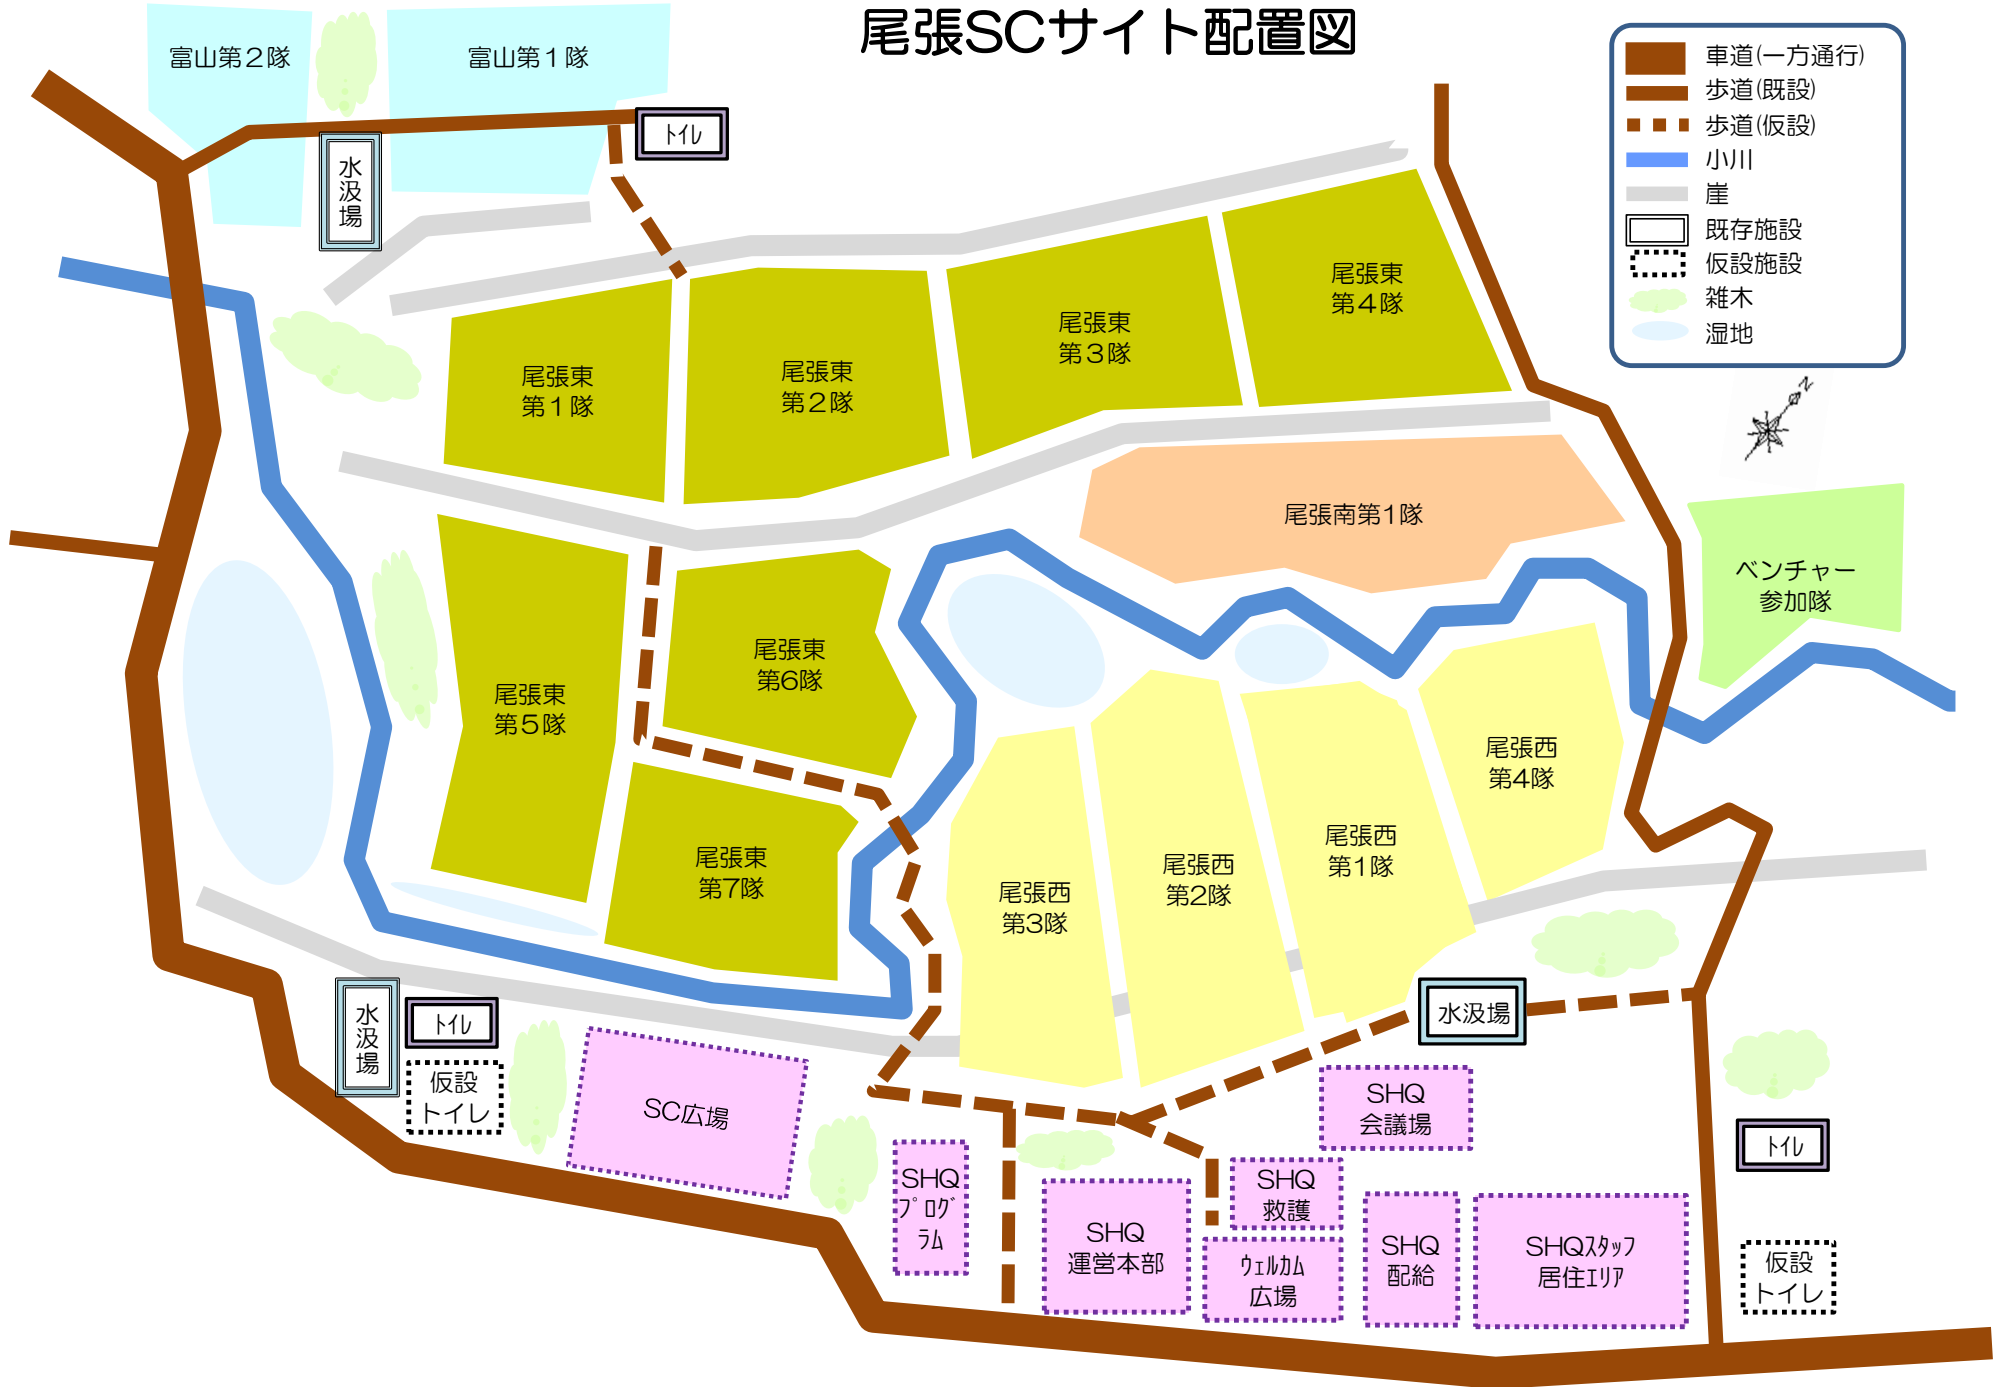 尾張SCサイト配置図
富山第２隊
富山第１隊
トイレ
水汲場
車道(一方通行)
歩道(既設)
歩道(仮設)
小川
崖
既存施設
仮設施設
雑木
湿地
N
尾張東
第１隊
尾張東
第２隊
尾張東
第３隊
尾張東
第４隊
尾張南第1隊
ベンチャー
参加隊
尾張東
第５隊
尾張東
第6隊
尾張東
第7隊
尾張西
第3隊
尾張西
第2隊
尾張西
第1隊
尾張西
第4隊
水汲場
トイレ
仮設
トイレ
SC広場
水汲場
SHQ
会議場
SHQ
プログ
ラム
SHQ
運営本部
SHQ
救護
ウェルカム
広場
SHQ
配給
SHQスタッフ
居住エリア
トイレ
仮設
トイレ